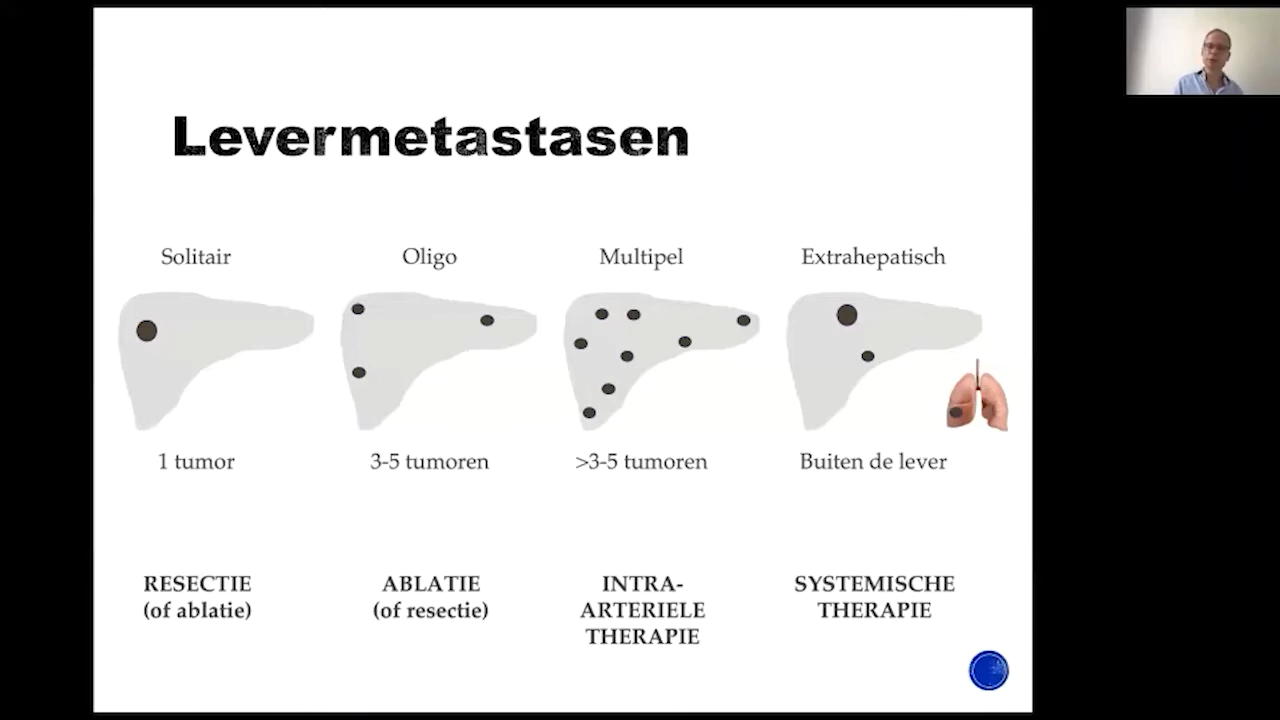 Levermetastasen
Solitair
Oligo
Multipel
Extrahepatisch
1 tumor
3-5 tumoren
>3-5 tumoren
Buiten de lever
RESECTIE
(of ablatie)
ABLATIE
(of resectie)
INTRA-
ARTERIELE
THERAPIE
SYSTEMISCHE
THERAPIE